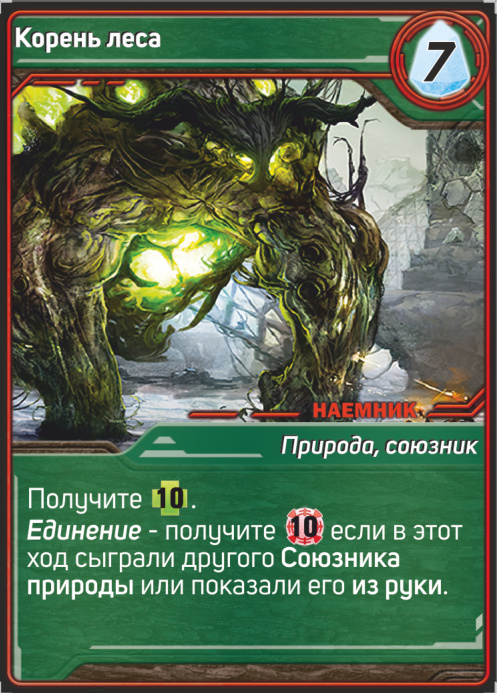 Корень леса
7
НАЕМНИК
Природа, союзник
Получите 10.
Единение - получите 10 если в этот
ход сыграли другого Союзника
природы или показали его из руки.